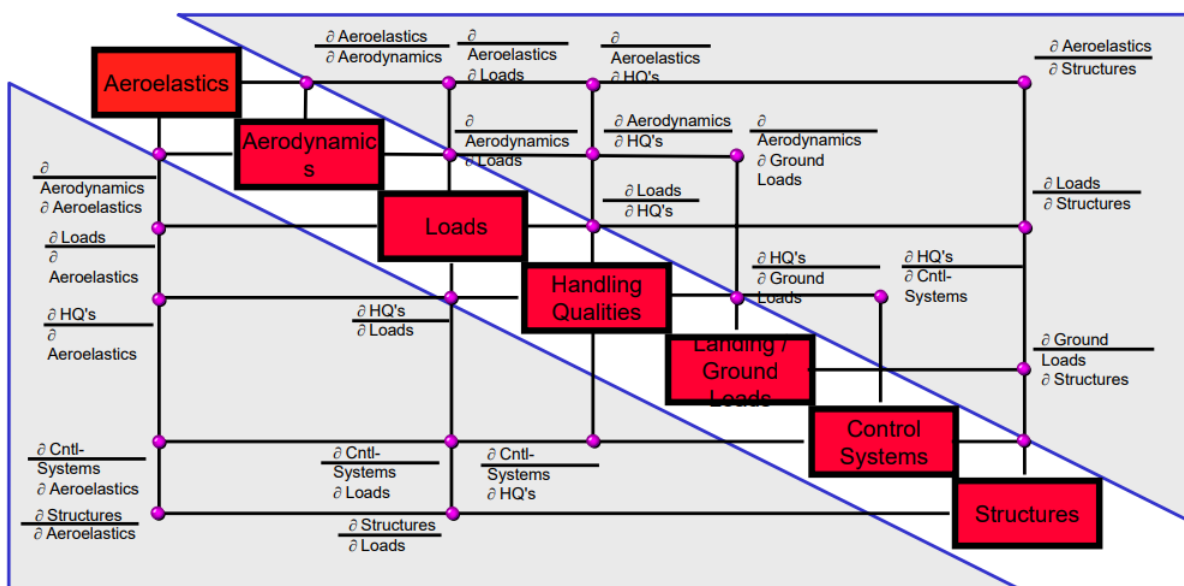 ∂ Aeroelastics
∂ Aerodynamics
∂
Aeroelastics
∂ Loads
∂
Aeroelastics
∂ HQ's
∂ Aeroelastics
∂ Structures
Aeroelastics
Aerodynamic
s
∂
Aerodynamics
∂ Loads
∂ Aerodynamics
∂ HQ's
∂
Aerodynamics
∂ Ground
Loads
∂
Aerodynamics
∂ Aeroelastics
Loads
∂ Loads
∂ HQ's
∂ Loads
∂ Structures
∂ Loads
∂
Aeroelastics
Handling
Qualities
∂ HQ's
∂ Ground
Loads
∂ HQ's
∂ Cntl-
Systems
∂ HQ's
∂
Aeroelastics
∂ HQ's
∂ Loads
Landing /
Ground
Loads
∂ Ground
Loads
∂ Structures
Control
Systems
∂ Cntl-
Systems
∂ Aeroelastics
∂ Cntl-
Systems
∂ Loads
∂ Cntl-
Systems
∂ HQ's
Structures
∂ Structures
∂ Aeroelastics
∂ Structures
∂ Loads